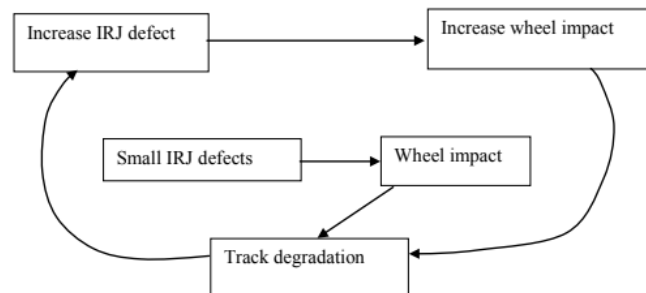 Increase IRJ defect
Increase wheel impact
Small IRJ defects
Wheel impact
Track degradation